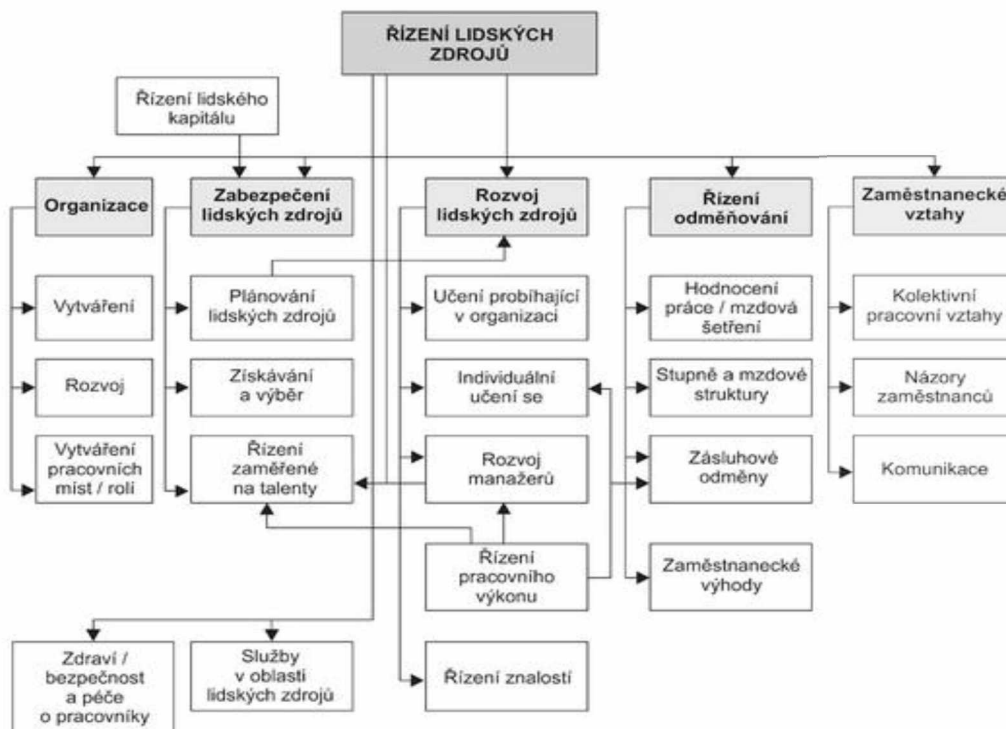 ŘÍZENÍ LIDSKÝCH
ZDROJŮ
Řízení lidského
kapitálu
Organizace
Zabezpečení
lidských zdrojů
Rozvoj
lidských zdrojů
Řízení
odměňování
Zaměstnanecké
vztahy
Vytváření
Plánování
lidských zdrojů
Učení probíhající
v organizaci
Hodnocení
práce / mzdová
šetření
Kolektivní
pracovní vztahy
Rozvoj
Získávání
a výběr
Individuální
učení se
Stupně a mzdové
struktury
Názory
zaměstnanců
Vytváření
pracovních
míst / rolí
Řízení
zaměřené
na talenty
Rozvoj
manažerů
Zásluhové
odměny
Komunikace
Řízení
pracovního
výkonu
Zaměstnanecké
výhody
Zdraví /
bezpečnost
a péče
o pracovníky
Služby
v oblasti
lidských zdrojů
Řízení znalostí